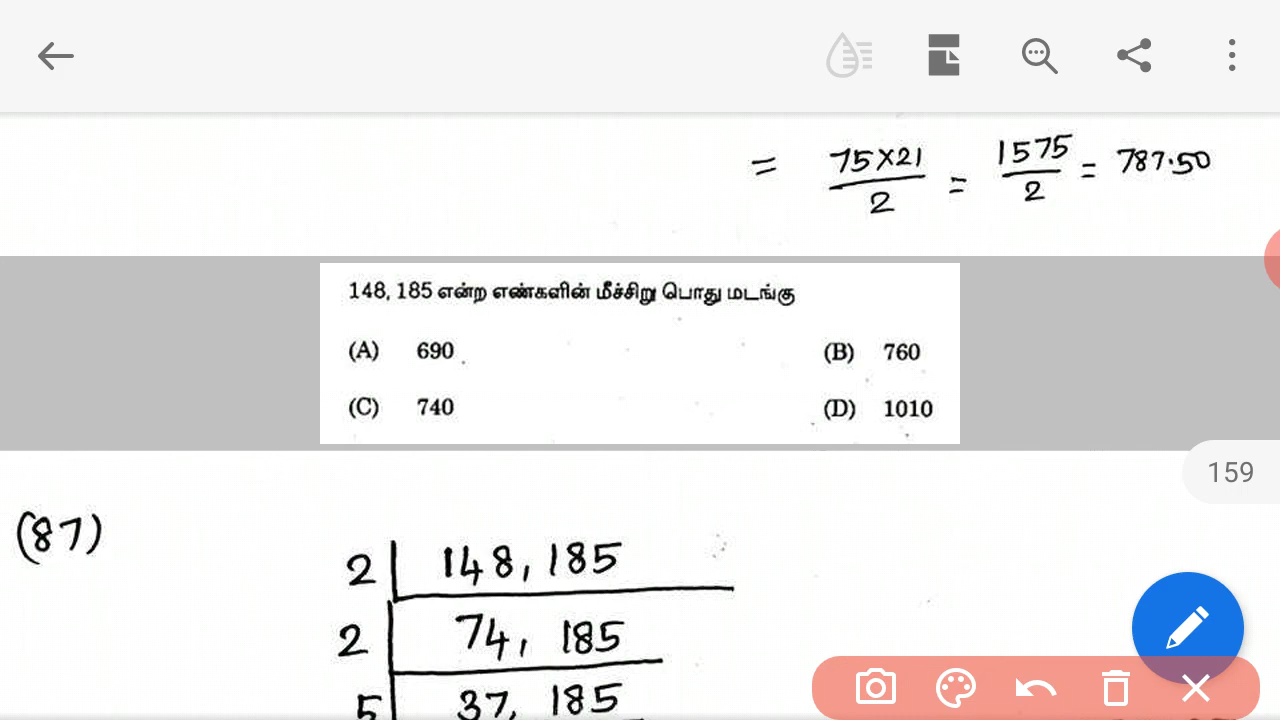 = 75×21/2 = 1575/2 = 787.50
148, 185 என்ற எண்களின் மீச்சிறு பொது மடங்கு
(A) 690 (B) 760
(C) 740 (D) 1010
159
(87)
2 | 148, 185
2 | 74, 185
5 | 37, 185